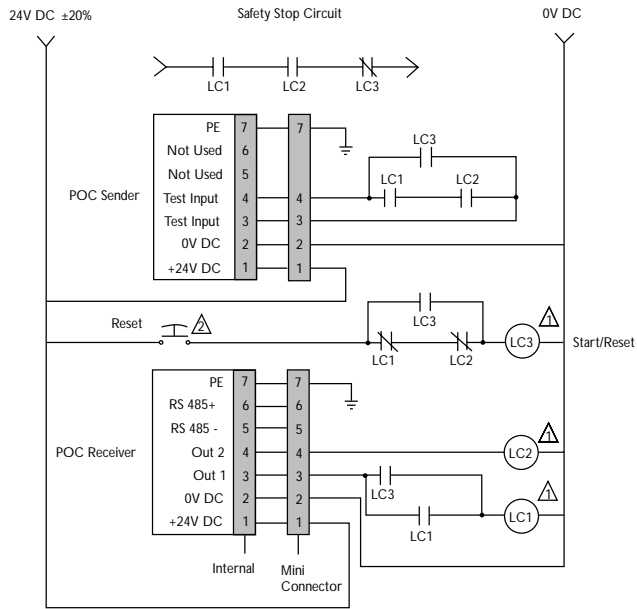 24V DC ±20%
Safety Stop Circuit
0V DC
LC1
LC2
LC3
POC Sender
PE 7 7
Not Used 6
Not Used 5
Test Input 4 4
Test Input 3 3
0V DC 2 2
+24V DC 1 1
LC3
LC1
LC2
Reset
2
LC3
LC1
LC2
LC3
1
Start/Reset
POC Receiver
PE 7 7
RS 485+ 6 6
RS 485 - 5 5
Out 2 4 4
Out 1 3 3
0V DC 2 2
+24V DC 1 1
LC2
1
LC3
LC1
LC1
1
Internal
Mini
Connector